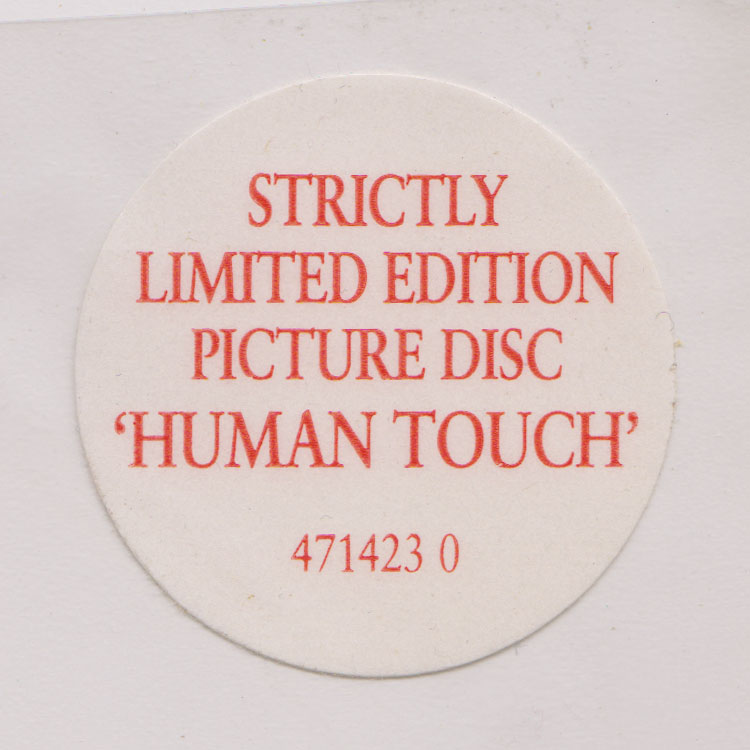 STRICTLY
LIMITED EDITION
PICTURE DISC
‘HUMAN TOUCH’
471423 0